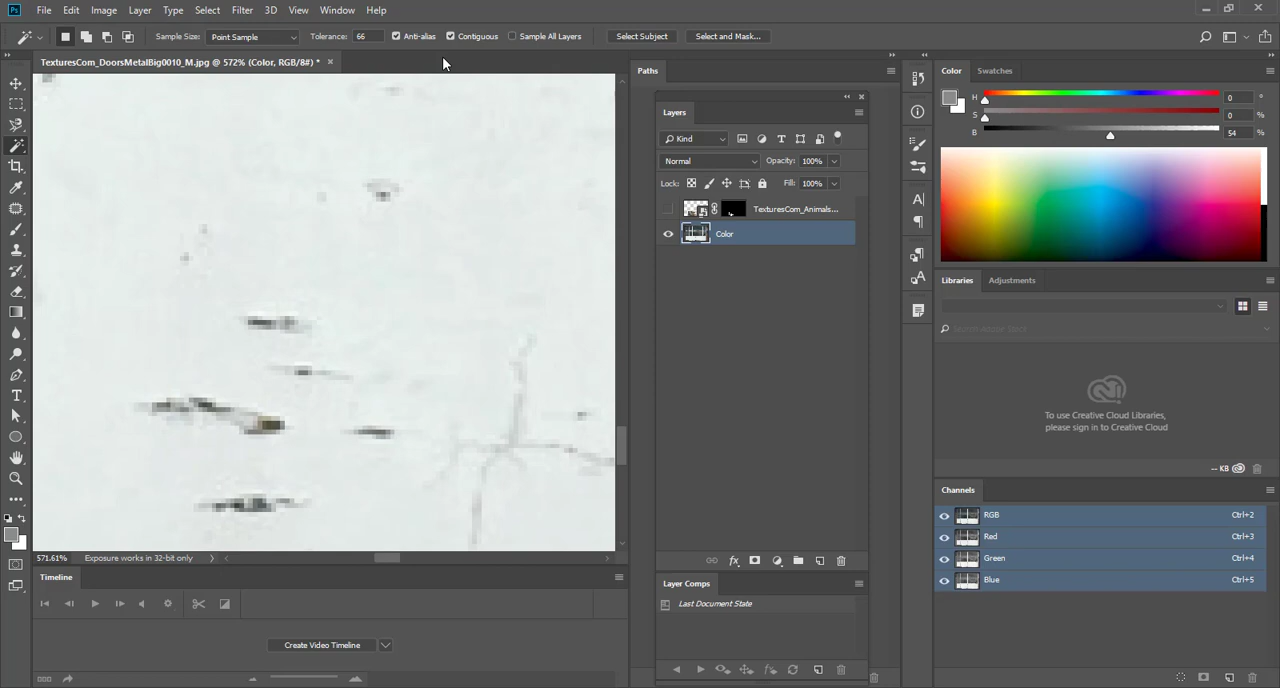 Ps File Edit Image Layer Type Select Filter 3D View Window Help
Sample Size: Point Sample Tolerance: 66 Anti-alias Contiguous Sample All Layers Select Subject Select and Mask...
TexturesCom_DoorsMetalBig0010_M.jpg @ 572% (Color, RGB/8#) *
Paths
Layers
Kind
Normal Opacity: 100%
Lock: Fill: 100%
TexturesCom_Animals...
Color
Layer Comps
Last Document State
Color Swatches
H 0 °
S 0 %
B 54 %
Libraries Adjustments
Search Adobe Stock
To use Creative Cloud Libraries,
please sign in to Creative Cloud
-- KB
Channels
RGB Ctrl+2
Red Ctrl+3
Green Ctrl+4
Blue Ctrl+5
571.61% Exposure works in 32-bit only
Timeline
Create Video Timeline